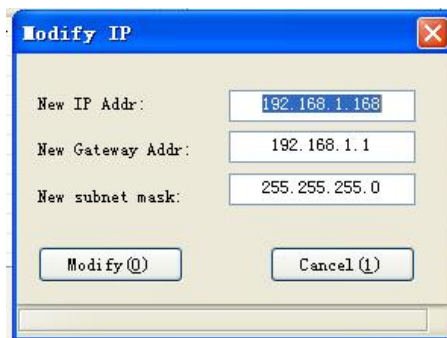 Modify IP
New IP Addr: 192.168.1.168
New Gateway Addr: 192.168.1.1
New subnet mask: 255.255.255.0
Modify(O) Cancel(1)